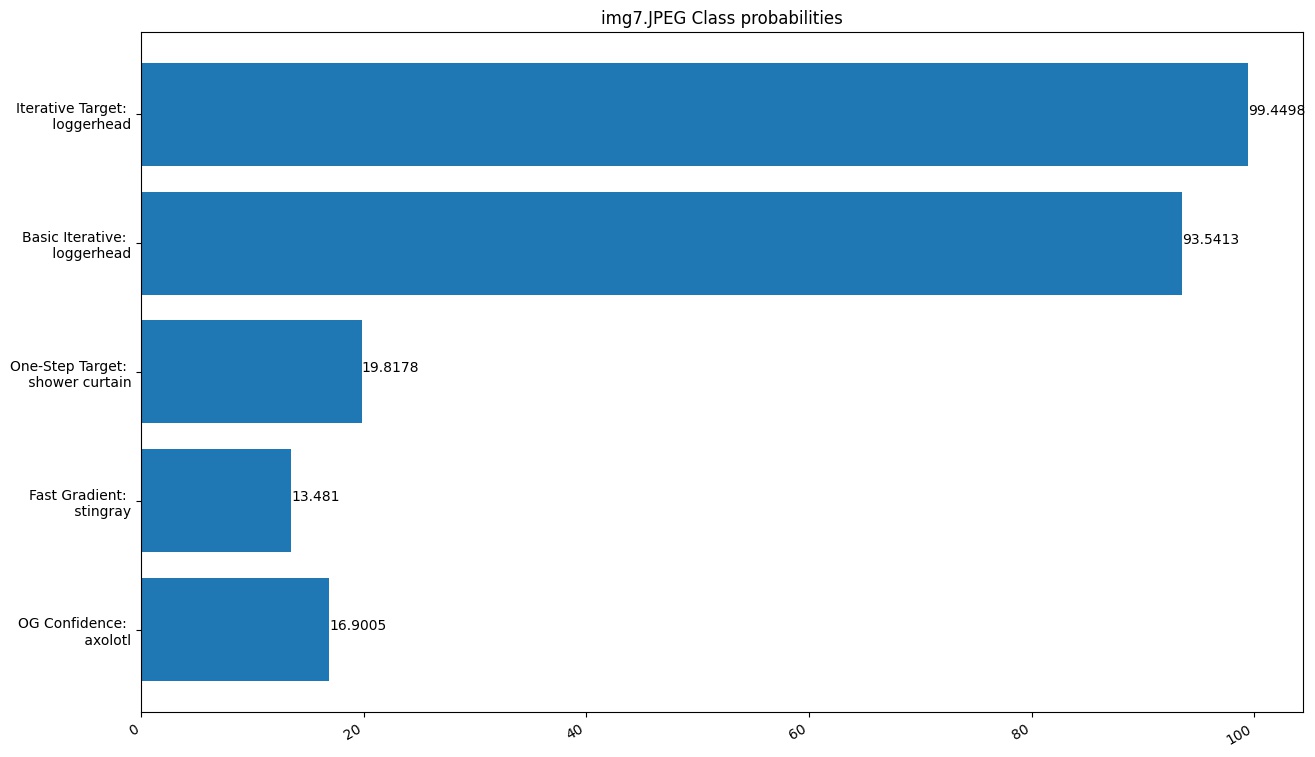 img7.JPEG Class probabilities
Iterative Target:
loggerhead
99.4498
Basic Iterative:
loggerhead
93.5413
One-Step Target:
shower curtain
19.8178
Fast Gradient:
stingray
13.481
OG Confidence:
axolotl
16.9005
0
20
40
60
80
100